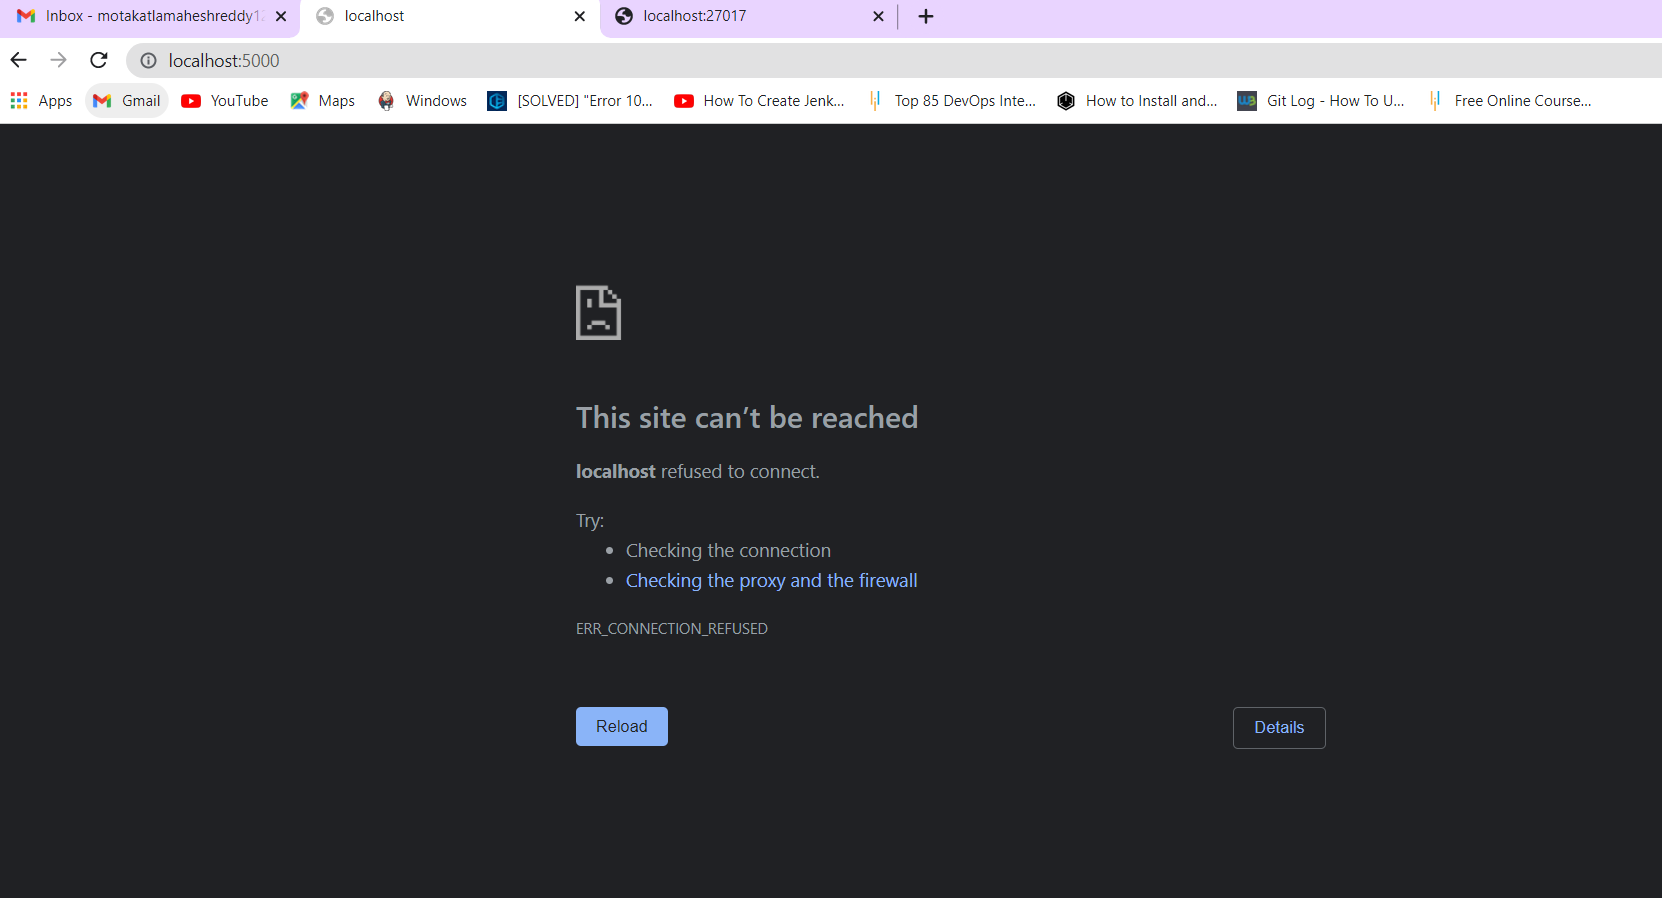 Inbox - motakatlamaheshreddy12
localhost
localhost:27017
localhost:5000
Apps
Gmail
YouTube
Maps
Windows
[SOLVED] "Error 10...
How To Create Jenk...
Top 85 DevOps Inte...
How to Install and...
Git Log - How To U...
Free Online Course...
This site can’t be reached
localhost refused to connect.
Try:
• Checking the connection
• Checking the proxy and the firewall
ERR_CONNECTION_REFUSED
Reload
Details